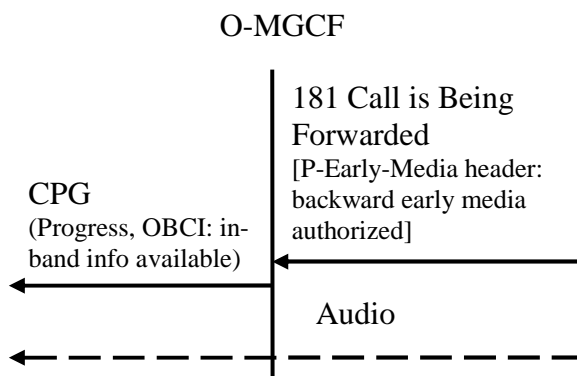 O-MGCF
181 Call is Being
Forwarded
[P-Early-Media header:
backward early media
authorized]
CPG
(Progress, OBCI: in-
band info available)
Audio